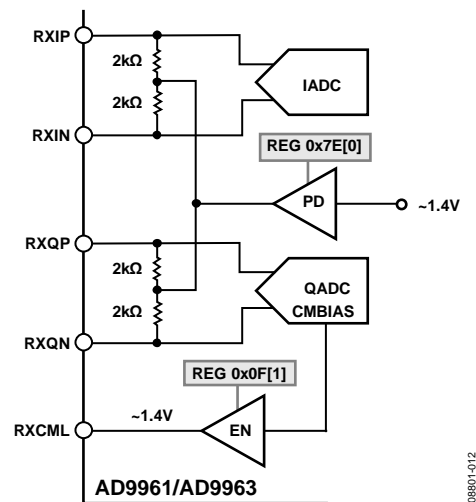 RXIP
2kΩ
IADC
2kΩ
RXIN
REG 0x7E[0]
PD
~1.4V
RXQP
2kΩ
QADC
CMBIAS
2kΩ
RXQN
REG 0x0F[1]
~1.4V
RXCML
EN
AD9961/AD9963
08801-012